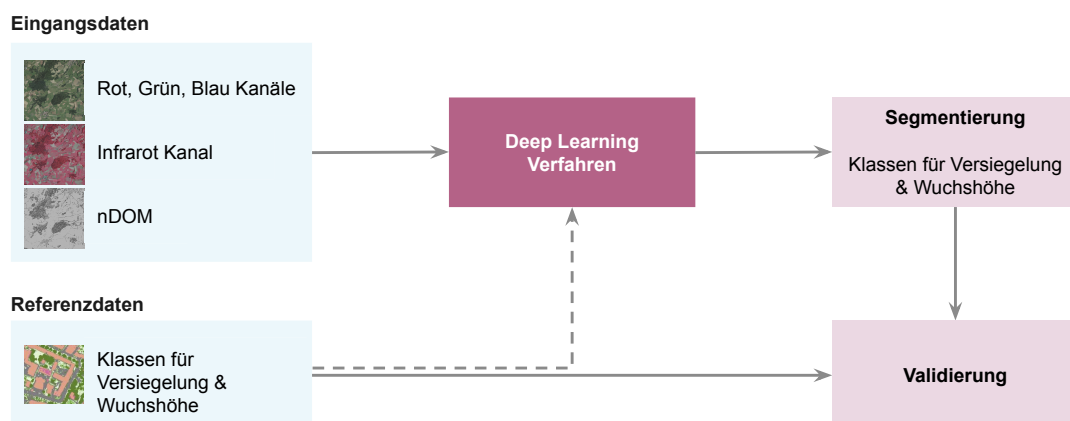 Eingangsdaten
Rot, Grün, Blau Kanäle
Infrarot Kanal
nDOM
Deep Learning
Verfahren
Segmentierung
Klassen für Versiegelung
& Wuchshöhe
Referenzdaten
Klassen für
Versiegelung &
Wuchshöhe
Validierung